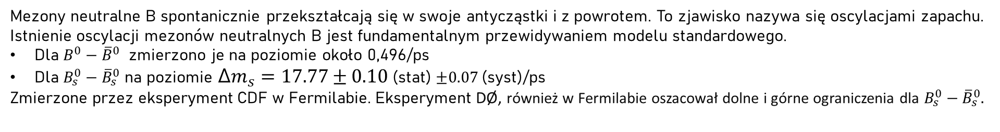 Mezony neutralne B spontanicznie przekształcają się w swoje antycząstki i z powrotem. To zjawisko nazywa się oscylacjami zapachu.
Istnienie oscylacji mezonów neutralnych B jest fundamentalnym przewidywaniem modelu standardowego.
• Dla $B^0 - \bar{B}^0$ zmierzono je na poziomie około 0,496/ps
• Dla $B_s^0 - \bar{B}_s^0$ na poziomie $\Delta m_s = 17.77 \pm 0.10$ (stat) $\pm 0.07$ (syst)/ps
Zmierzone przez eksperyment CDF w Fermilabie. Eksperyment DØ, również w Fermilabie oszacował dolne i górne ograniczenia dla $B_s^0 - \bar{B}_s^0$.